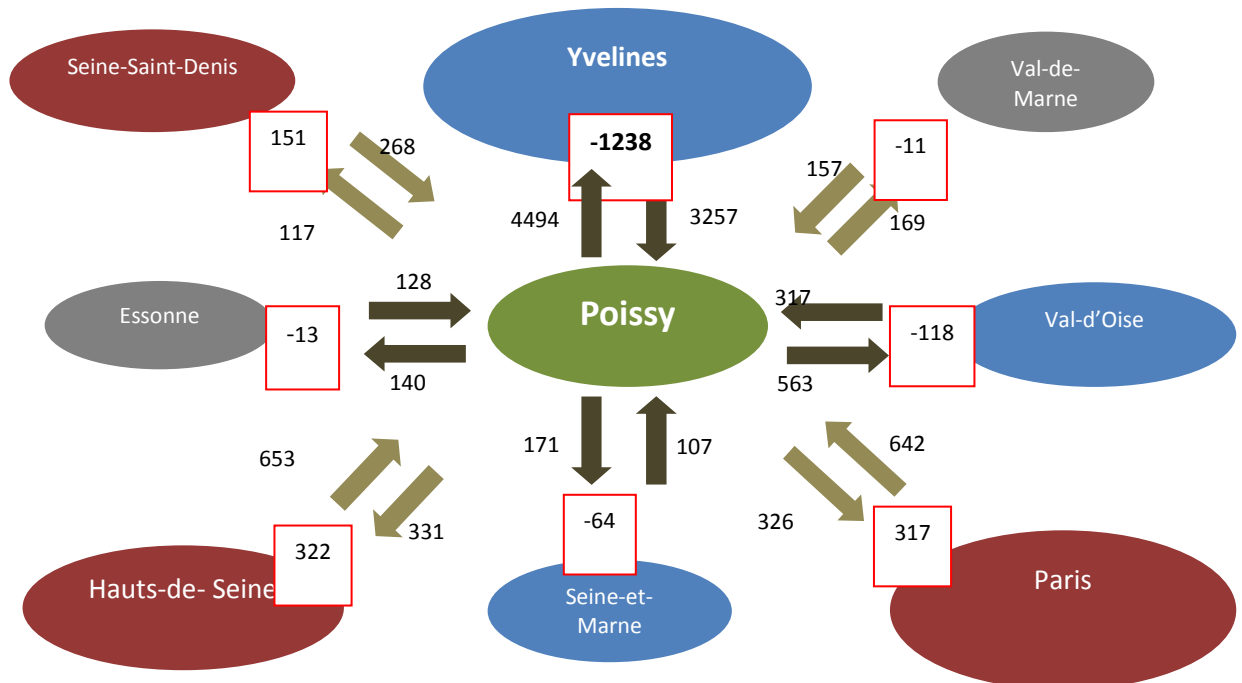 Seine-Saint-Denis
Yvelines
Val-de-
Marne
151
268
-1238
-11
157
117
4494
3257
169
128
317
Essonne
-13
Poissy
-118
Val-d'Oise
140
563
653
171
107
642
331
-64
326
322
317
Hauts-de- Seine
Seine-et-
Marne
Paris